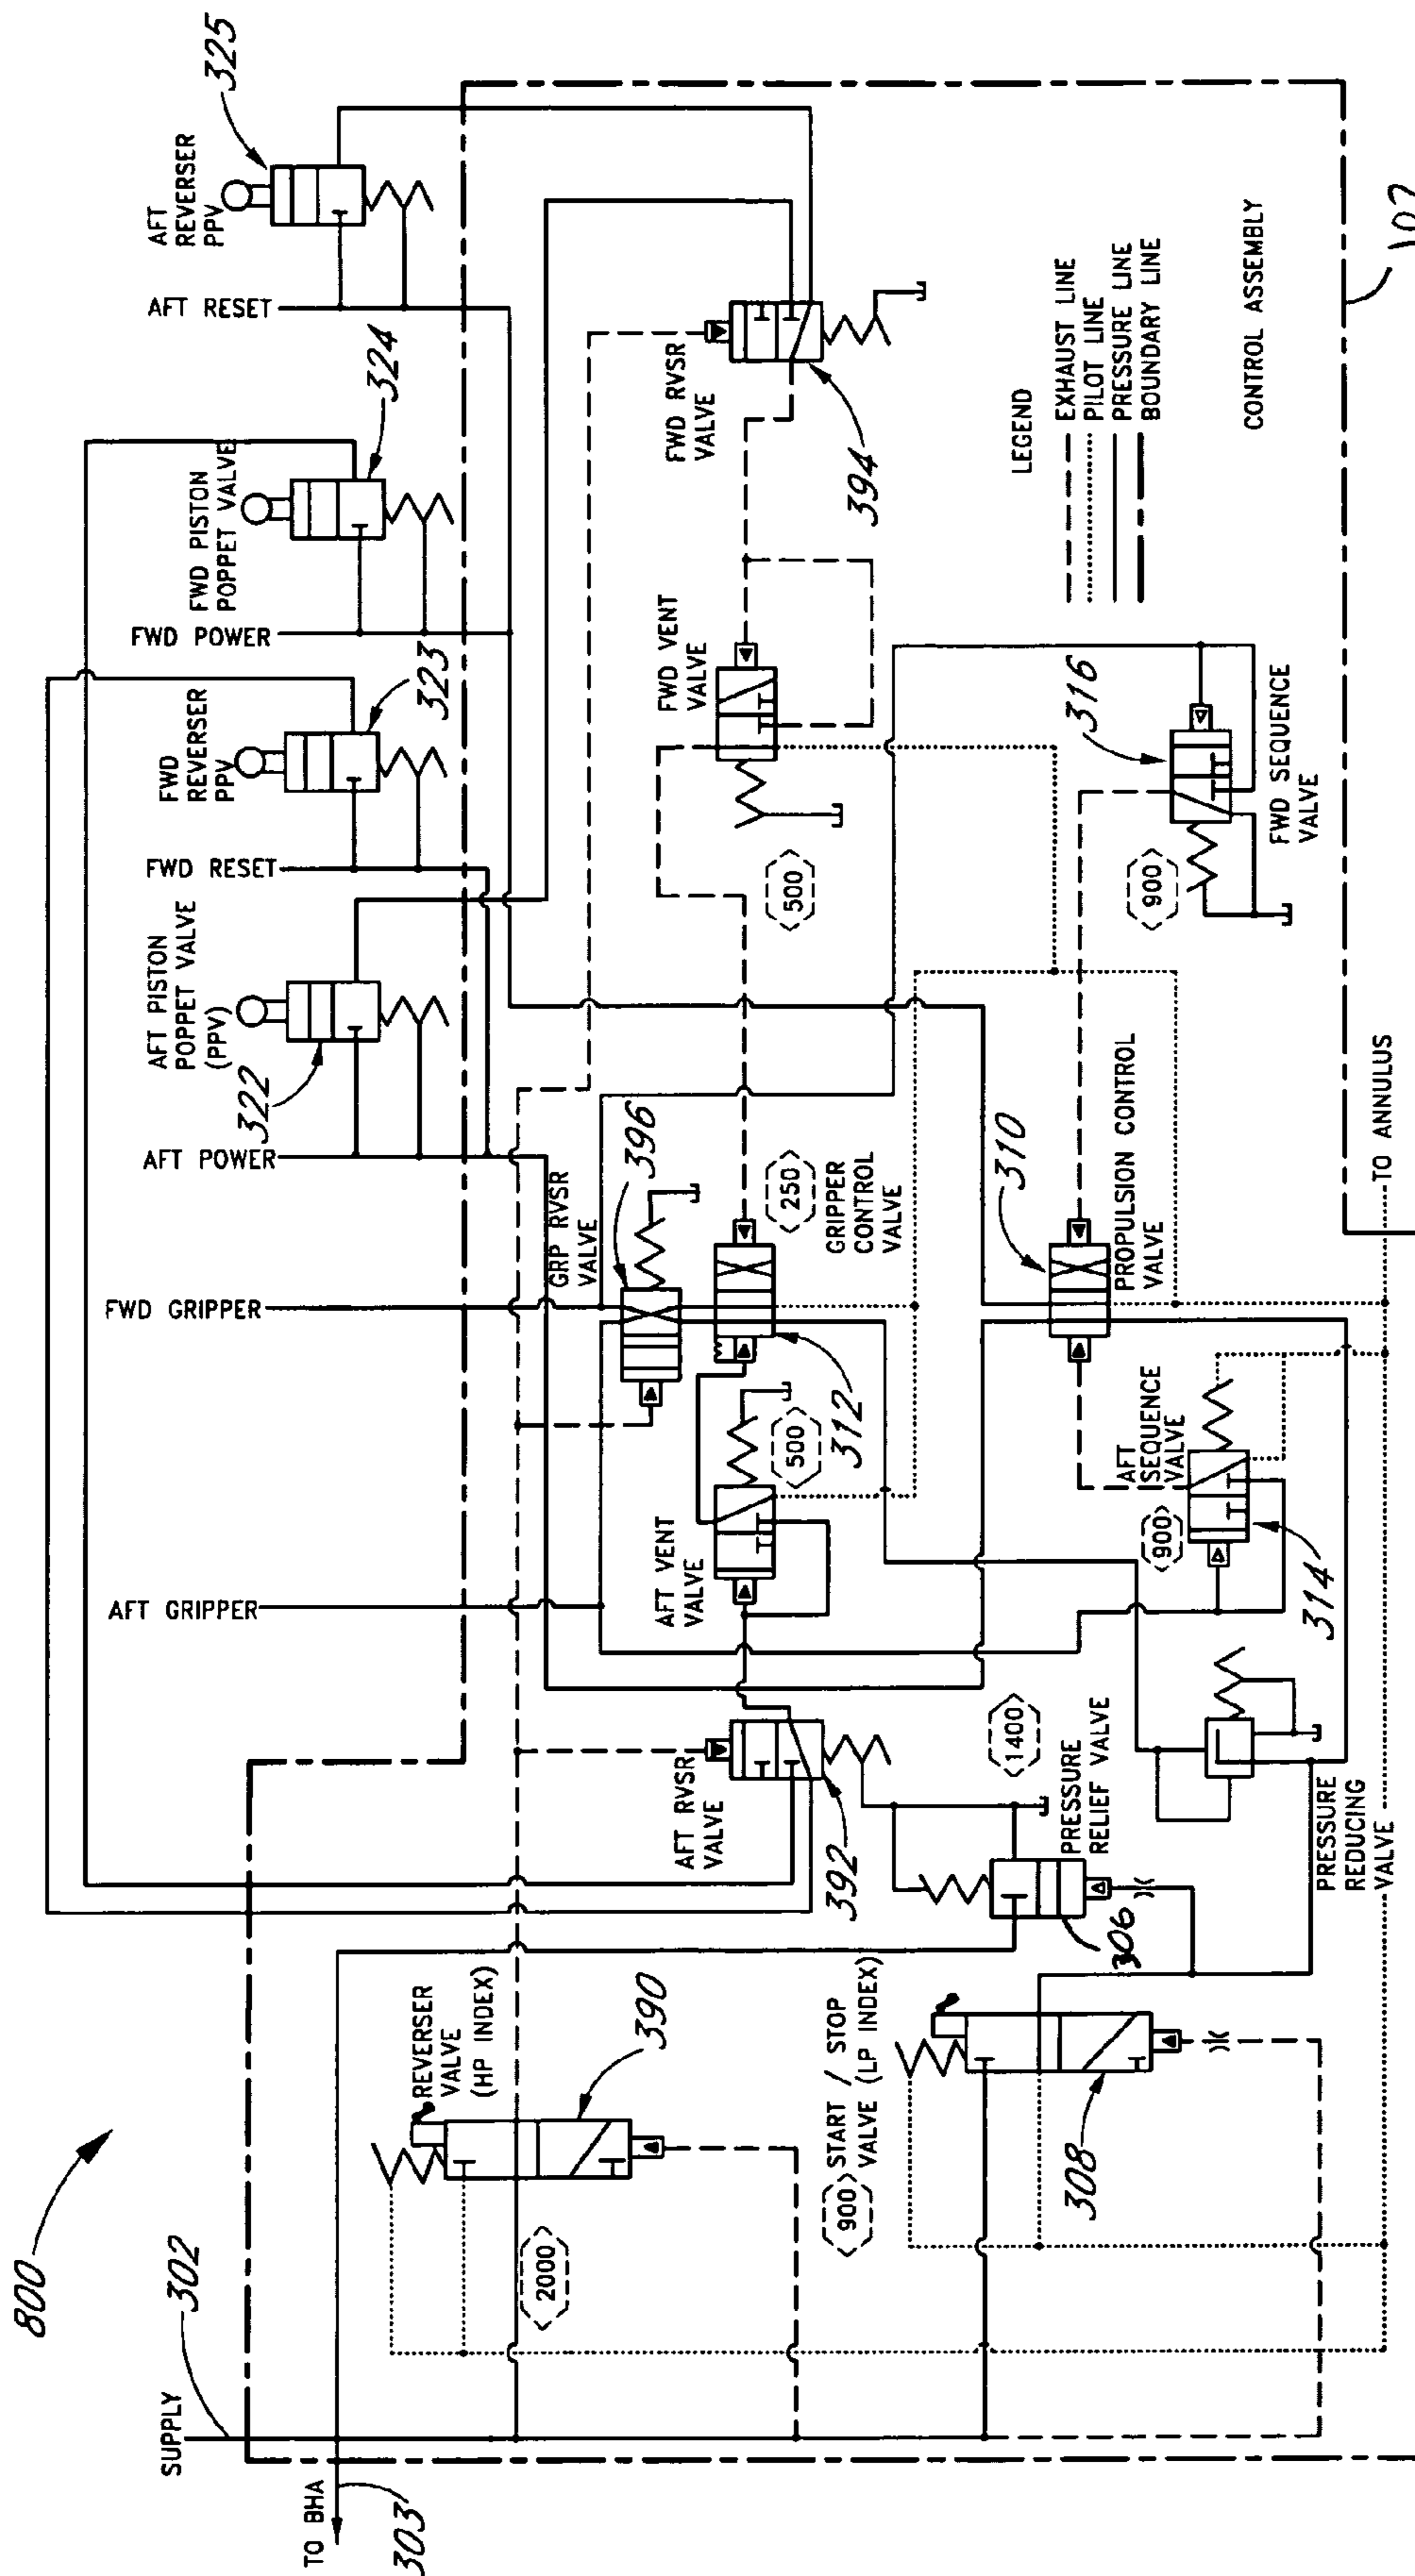 800
SUPPLY
302
TO BHA
303
325
AFT
REVERSER
PPV
AFT RESET
324
FWD PISTON
POPPET VALVE
FWD POWER
323
FWD
REVERSER
PPV
FWD RESET
AFT PISTON
POPPET VALVE
(PPV)
322
AFT POWER
FWD GRIPPER
AFT GRIPPER
REVERSER
VALVE
(HP INDEX)
390
2000
900
START / STOP
VALVE (LP INDEX)
308
AFT RVSR
VALVE
392
1400
PRESSURE
RELIEF VALVE
306
PRESSURE
REDUCING
VALVE
AFT VENT
VALVE
500
312
GRP RVSR
VALVE
396
250
GRIPPER
CONTROL
VALVE
310
PROPULSION CONTROL
VALVE
AFT
SEQUENCE
VALVE
900
314
FWD VENT
VALVE
500
FWD RVSR
VALVE
394
316
900
FWD SEQUENCE
VALVE
LEGEND
EXHAUST LINE
PILOT LINE
PRESSURE LINE
BOUNDARY LINE
CONTROL ASSEMBLY
TO ANNULUS